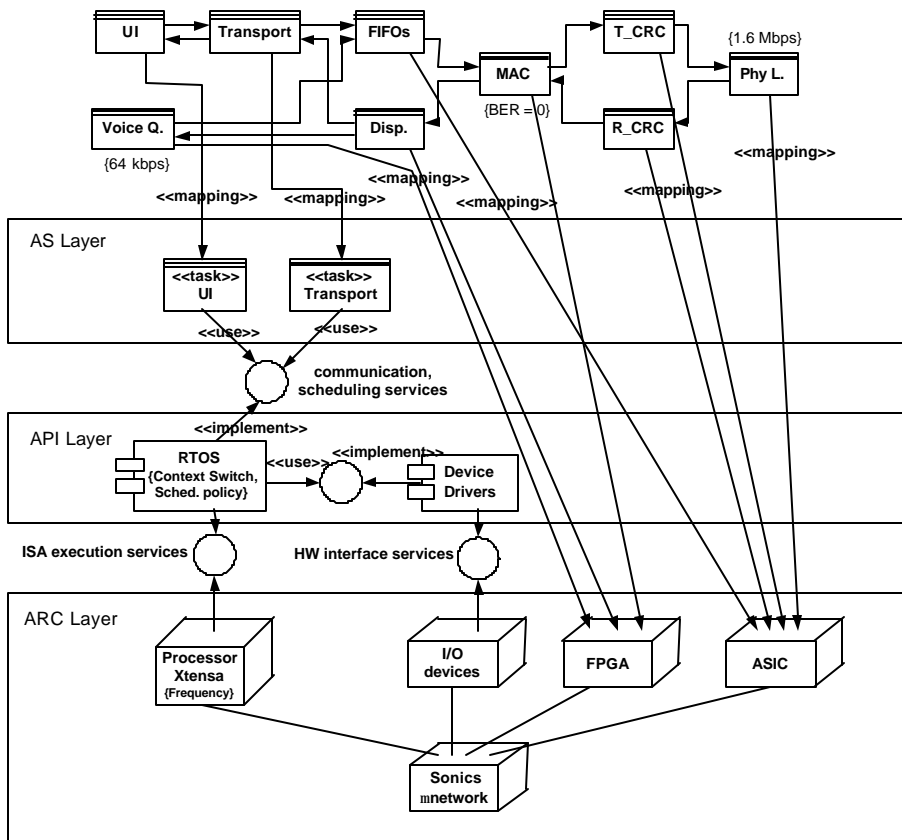 UI
Transport
FIFOs
T_CRC
{1.6 Mbps}
MAC
Phy L.
{BER = 0}
Voice Q.
Disp.
R_CRC
{64 kbps}
<<mapping>>
<<mapping>>
<<mapping>>
<<mapping>>
<<mapping>>
AS Layer
<<task>>
UI
<<task>>
Transport
<<use>>
<<use>>
communication,
scheduling services
API Layer
<<implement>>
RTOS
{Context Switch,
Sched. policy}
<<use>>
<<implement>>
Device
Drivers
ISA execution services
HW interface services
ARC Layer
Processor
Xtensa
{Frequency}
I/O
devices
FPGA
ASIC
Sonics
mnetwork